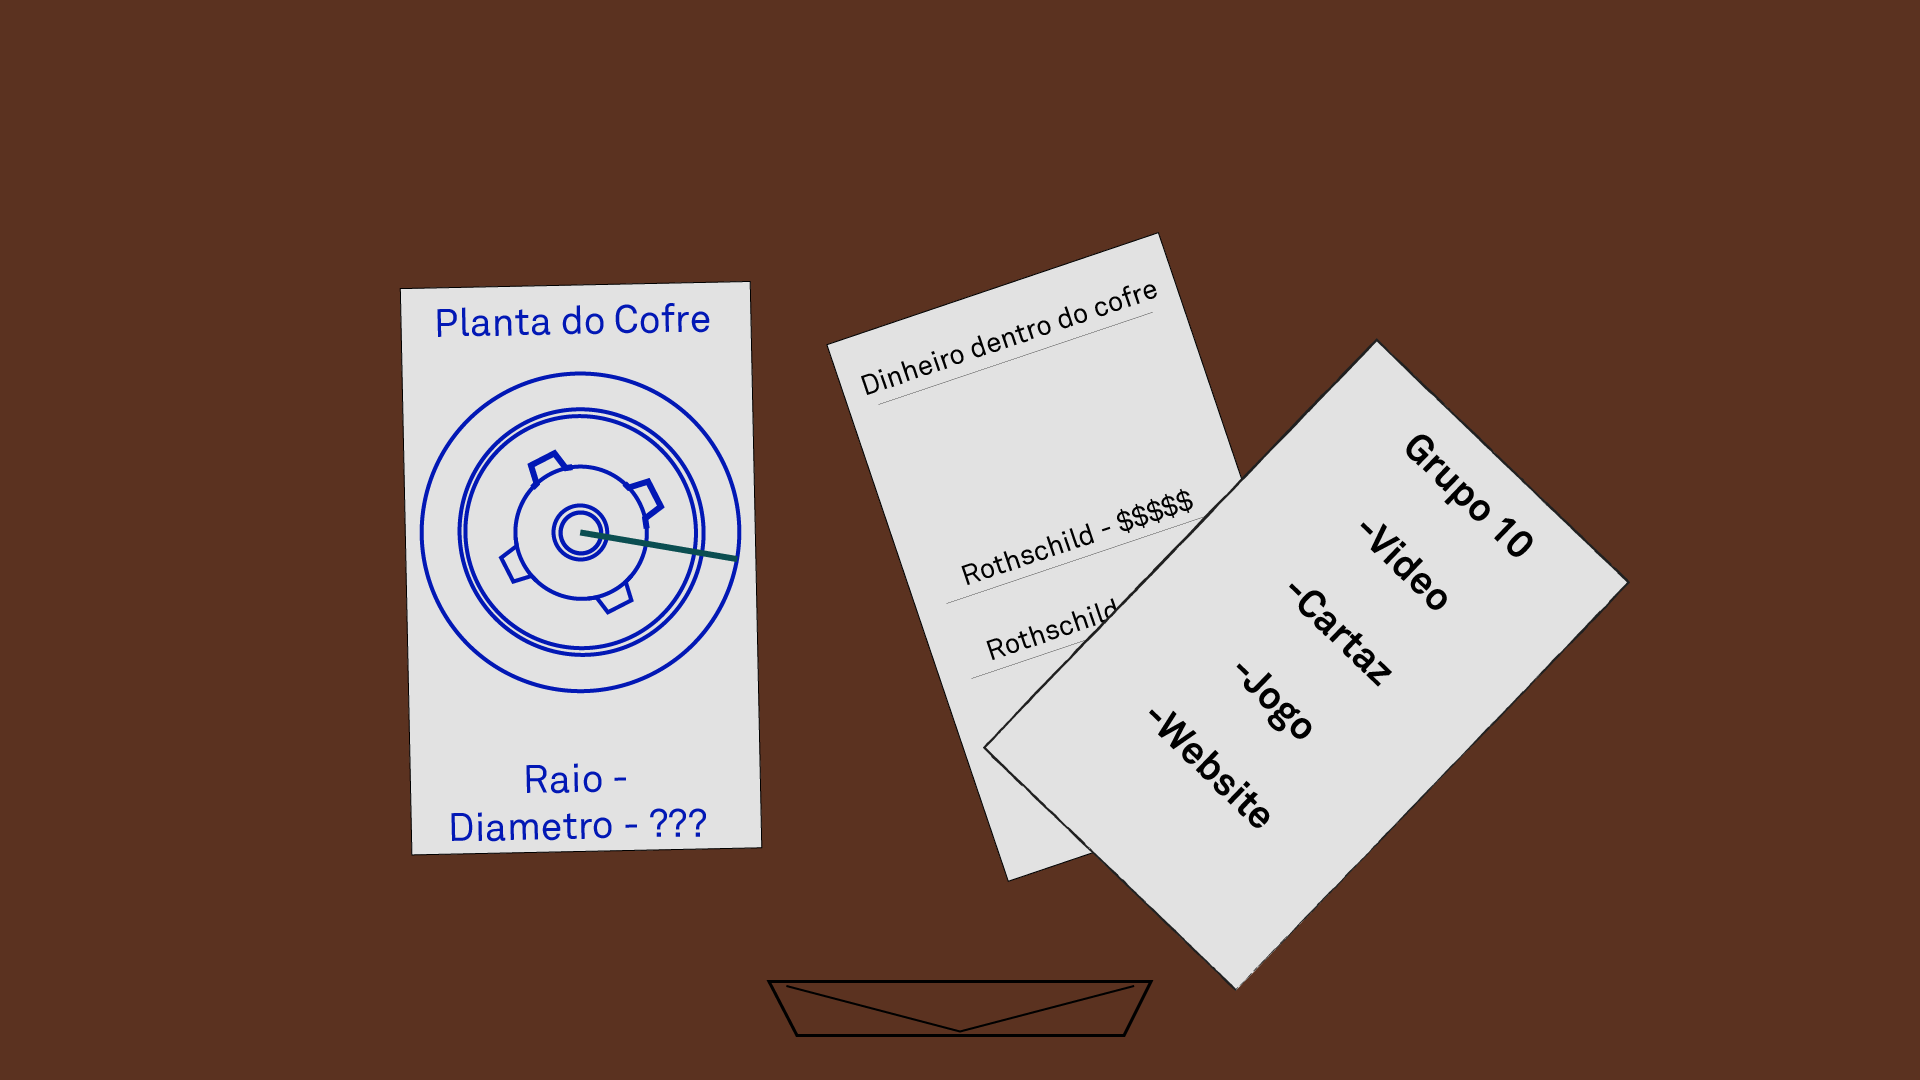 Planta do Cofre
Raio -
Diametro - ???
Dinheiro dentro do cofre
Rothschild - $$$$$
Rothschild
Grupo 10
-Video
-Cartaz
-Jogo
-Website